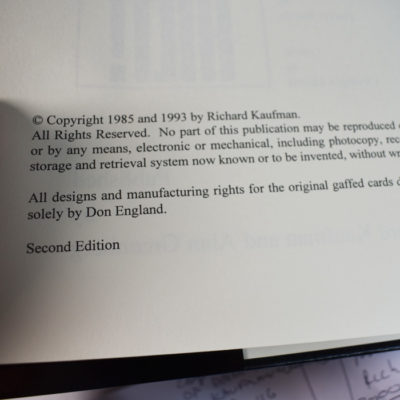 © Copyright 1985 and 1993 by Richard Kaufman.
All Rights Reserved. No part of this publication may be reproduced
or by any means, electronic or mechanical, including photocopy,
storage and retrieval system now known or to be invented, without
All designs and manufacturing rights for the original gaffed cards
solely by Don England.
Second Edition